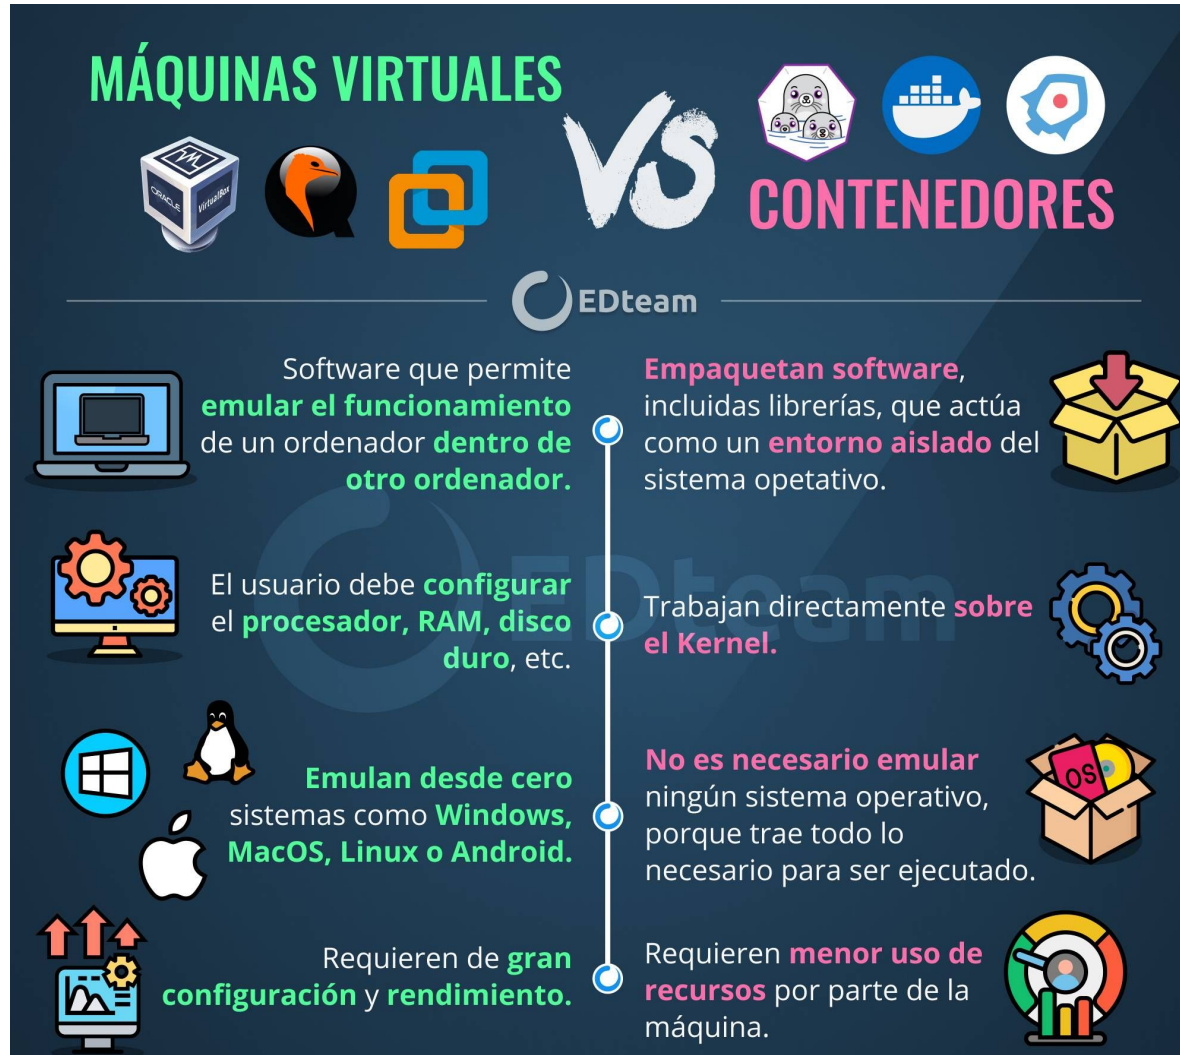 MÁQUINAS VIRTUALES
VS
CONTENEDORES
ORACLE
VirtualBox
EDteam
Software que permite
emular el funcionamiento
de un ordenador dentro de
otro ordenador.
Empaquetan software,
incluidas librerías, que actúa
como un entorno aislado del
sistema opetativo.
El usuario debe configurar
el procesador, RAM, disco
duro, etc.
Trabajan directamente sobre
el Kernel.
EDteam
Emulan desde cero
sistemas como Windows,
MacOS, Linux o Android.
No es necesario emular
ningún sistema operativo,
porque trae todo lo
necesario para ser ejecutado.
OS
Requieren de gran
configuración y rendimiento.
Requieren menor uso de
recursos por parte de la
máquina.